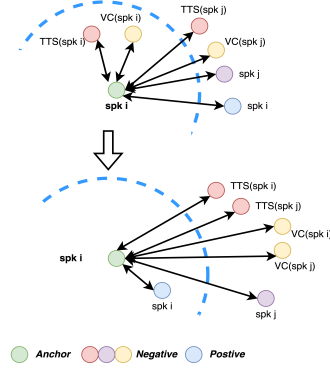 VC(spk i)
TTS(spk j)
TTS(spk i)
VC(spk j)
spk j
spk i
spk i
TTS(spk i)
TTS(spk j)
VC(spk i)
spk i
VC(spk j)
spk i
spk j
Anchor
Negative
Postive